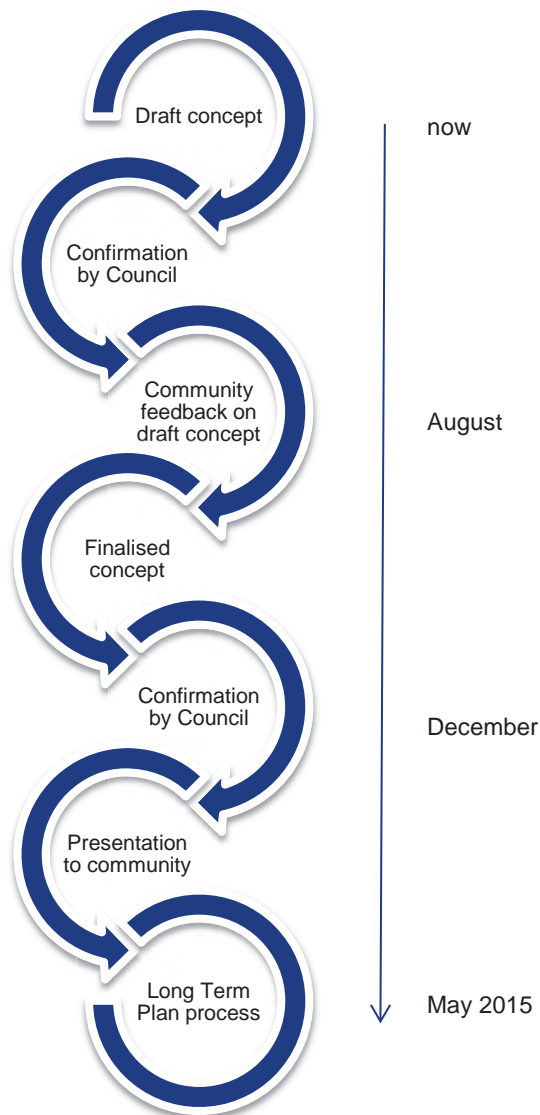 Draft concept
now
Confirmation
by Council
Community
feedback on
draft concept
August
Finalised
concept
Confirmation
by Council
December
Presentation
to community
Long Term
Plan process
May 2015